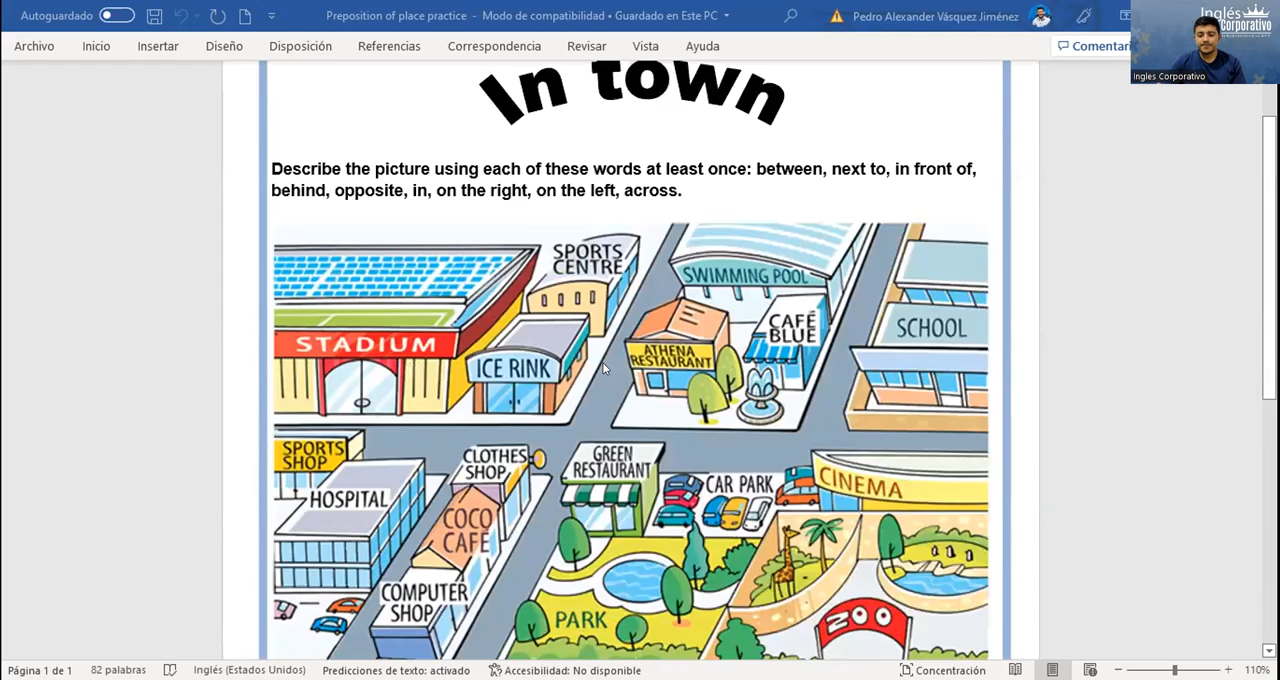 Autoguardado
Preposition of place practice - Modo de compatibilidad • Guardado en Este PC
Pedro Alexander Vásquez Jiménez
Archivo Inicio Insertar Diseño Disposición Referencias Correspondencia Revisar Vista Ayuda
Inglés
Corporativo
Ingles Corporativo
In town
Describe the picture using each of these words at least once: between, next to, in front of,
behind, opposite, in, on the right, on the left, across.
SPORTS
CENTRE
SWIMMING POOL
CAFÉ
BLUE
SCHOOL
STADIUM
ICE RINK
ATHENA
RESTAURANT
SPORTS
SHOP
CLOTHES
SHOP
GREEN
RESTAURANT
CAR PARK
CINEMA
HOSPITAL
COCO
CAFÉ
COMPUTER
SHOP
PARK
ZOO
Página 1 de 1 82 palabras Inglés (Estados Unidos) Predicciones de texto: activado Accesibilidad: No disponible Concentración 110%